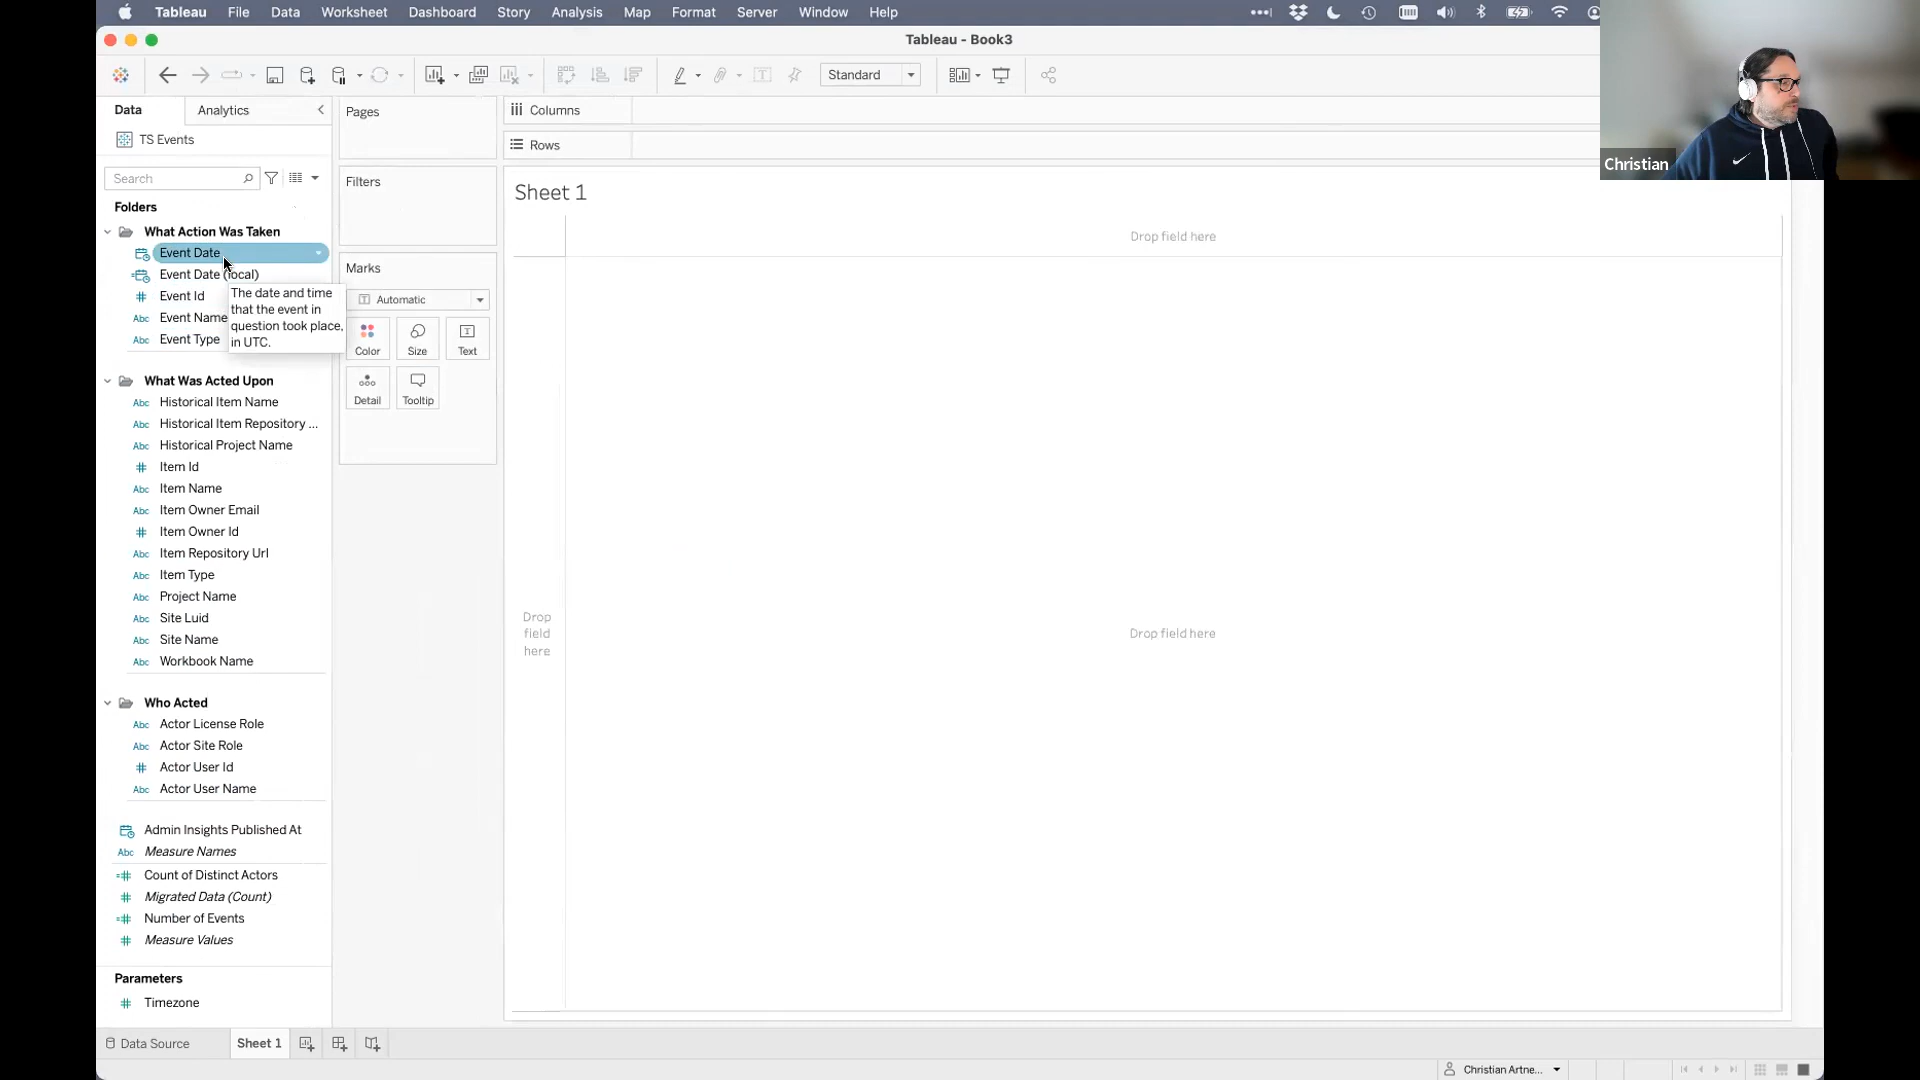 Tableau File Data Worksheet Dashboard Story Analysis Map Format Server Window Help
Tableau - Book3
Standard
Data Analytics
TS Events
Search
Folders
What Action Was Taken
Event Date
Event Date (local)
Event Id
Event Name
Event Type
The date and time
that the event in
question took place,
in UTC.
What Was Acted Upon
Historical Item Name
Historical Item Repository ...
Historical Project Name
Item Id
Item Name
Item Owner Email
Item Owner Id
Item Repository Url
Item Type
Project Name
Site Luid
Site Name
Workbook Name
Who Acted
Actor License Role
Actor Site Role
Actor User Id
Actor User Name
Admin Insights Published At
Measure Names
Count of Distinct Actors
Migrated Data (Count)
Number of Events
Measure Values
Parameters
Timezone
Pages
Filters
Marks
Automatic
Color Size Text
Detail Tooltip
Columns
Rows
Sheet 1
Drop field here
Drop
field
here
Drop field here
Christian
Data Source Sheet 1
Christian Artne...